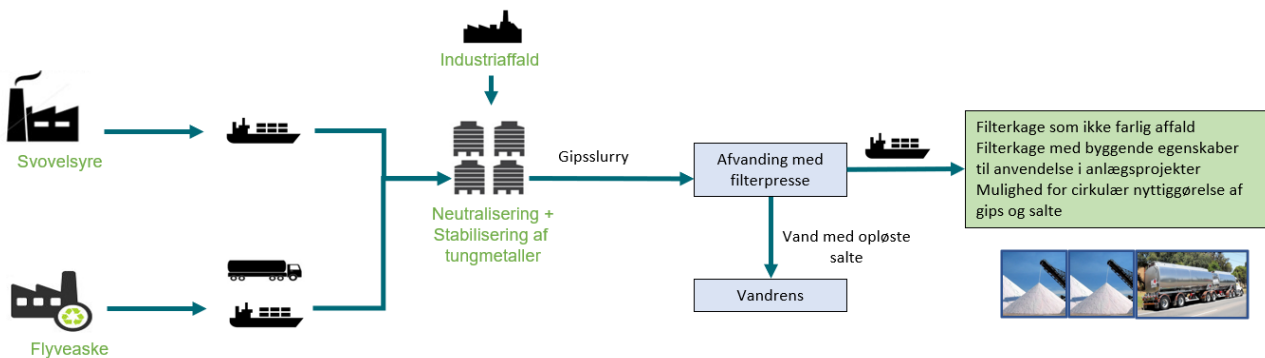 Industriaffald
Svovelsyre
Gipsslurry
Afvanding med
filterpresse
Filterkage som ikke farlig affald
Filterkage med byggende egenskaber
til anvendelse i anlægsprojekter
Mulighed for cirkulær nyttiggørelse af
gips og salte
Neutralisering +
Stabilisering af
tungmetaller
Vand med opløste
salte
Vandrens
Flyveaske